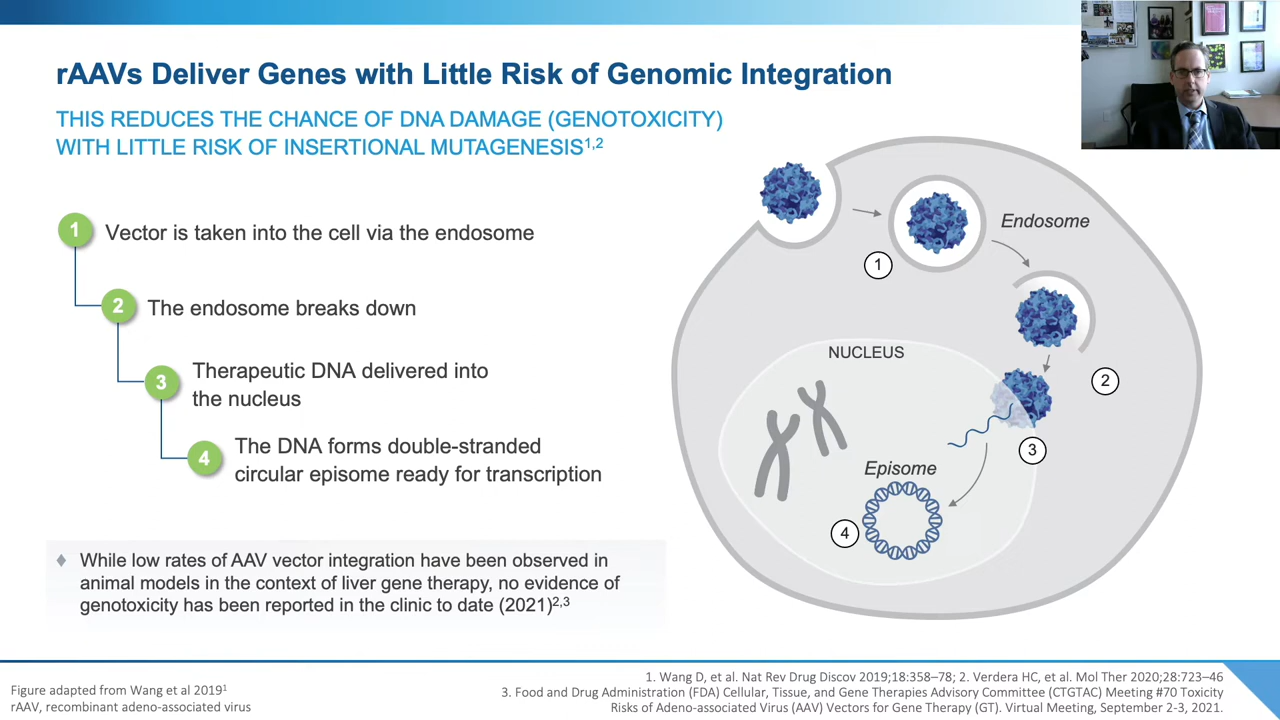 rAAVs Deliver Genes with Little Risk of Genomic Integration
THIS REDUCES THE CHANCE OF DNA DAMAGE (GENOTOXICITY)
WITH LITTLE RISK OF INSERTIONAL MUTAGENESIS1,2
1
Vector is taken into the cell via the endosome
2
The endosome breaks down
3
Therapeutic DNA delivered into
the nucleus
4
The DNA forms double-stranded
circular episome ready for transcription
♦ While low rates of AAV vector integration have been observed in
animal models in the context of liver gene therapy, no evidence of
genotoxicity has been reported in the clinic to date (2021)2,3
Endosome
1
NUCLEUS
2
3
Episome
4
Figure adapted from Wang et al 20191
rAAV, recombinant adeno-associated virus
1. Wang D, et al. Nat Rev Drug Discov 2019;18:358–78; 2. Verdera HC, et al. Mol Ther 2020;28:723–46
3. Food and Drug Administration (FDA) Cellular, Tissue, and Gene Therapies Advisory Committee (CTGTAC) Meeting #70 Toxicity
Risks of Adeno-associated Virus (AAV) Vectors for Gene Therapy (GT). Virtual Meeting, September 2-3, 2021.